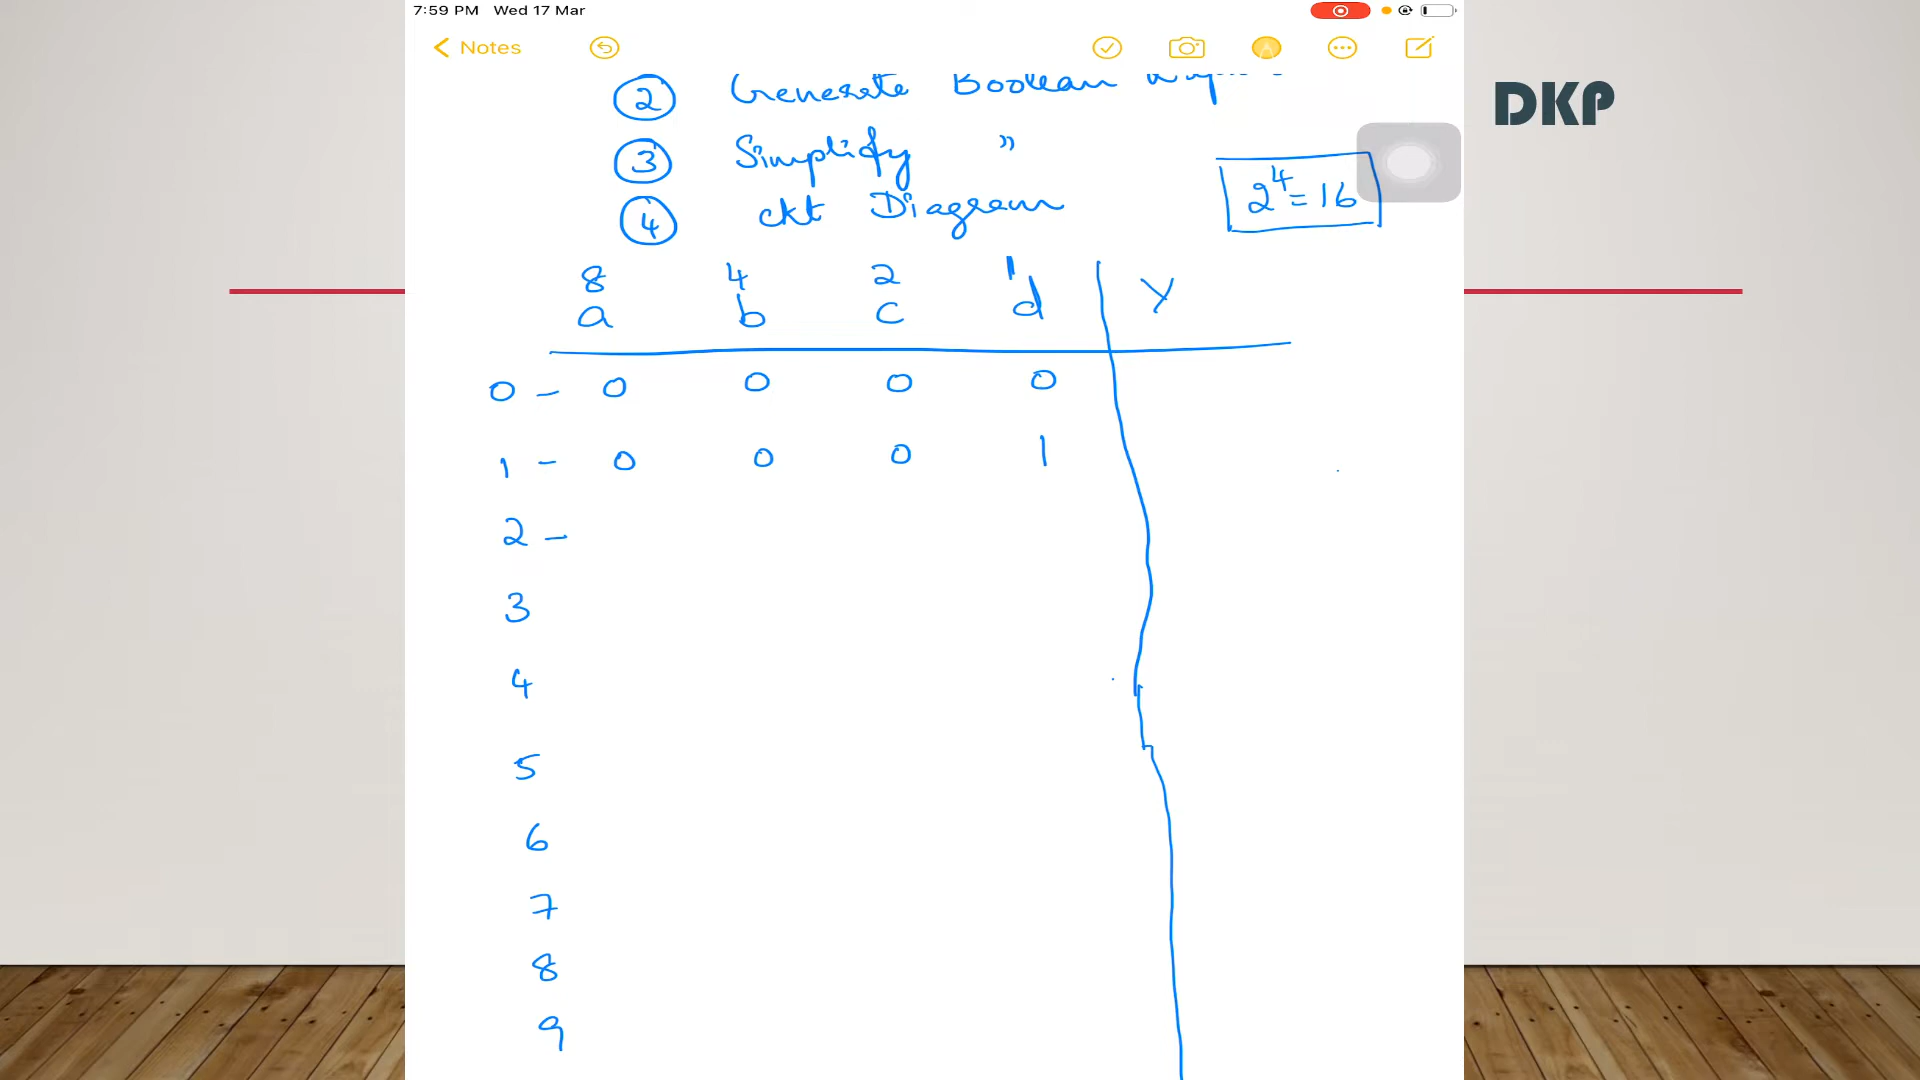 7:59 PM Wed 17 Mar
Notes
DKP
② Generate Boolean
③ Simplify "
④ ckt Diagram
2⁴ = 16
8 4 2 1
a b c d Y
0 - 0 0 0 0
1 - 0 0 0 1
2 -
3
4
5
6
7
8
9